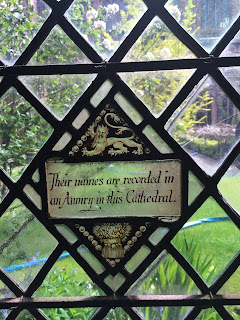 Their names are recorded in
an Aumry in this Cathedral.